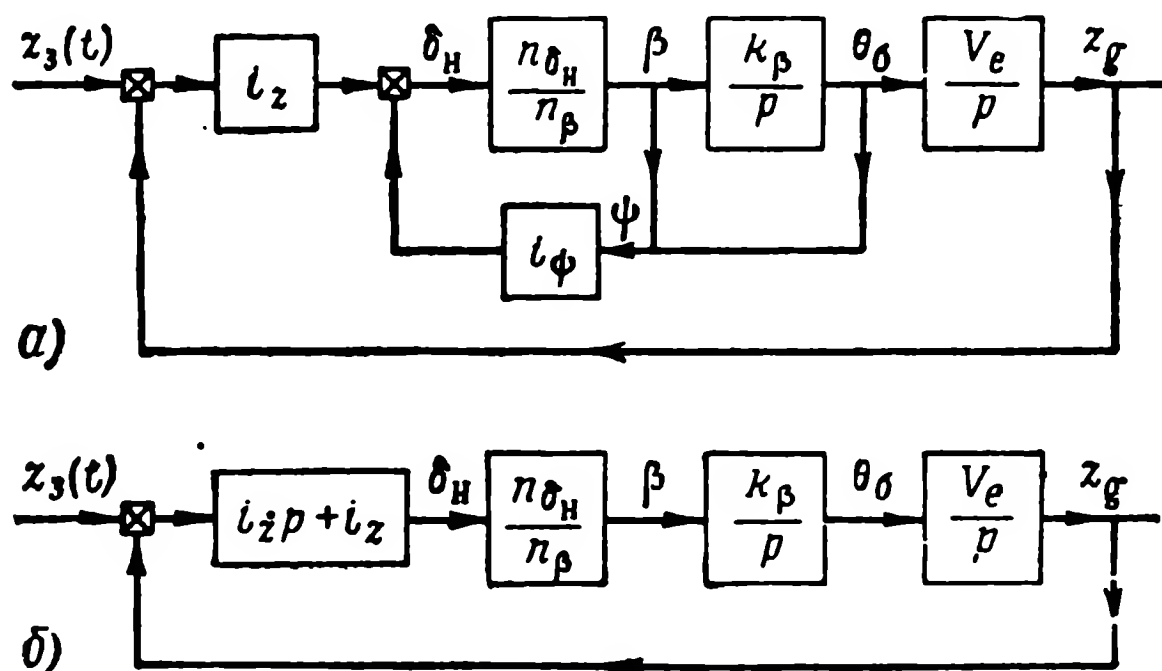 z₃(t) i_z δ_н n_δн/n_β β k_β/p θ_б V_e/p z_g
i_ψ ψ
а)
z₃(t) i_ż p + i_z δ_н n_δн/n_β β k_β/p θ_б V_e/p z_g
б)